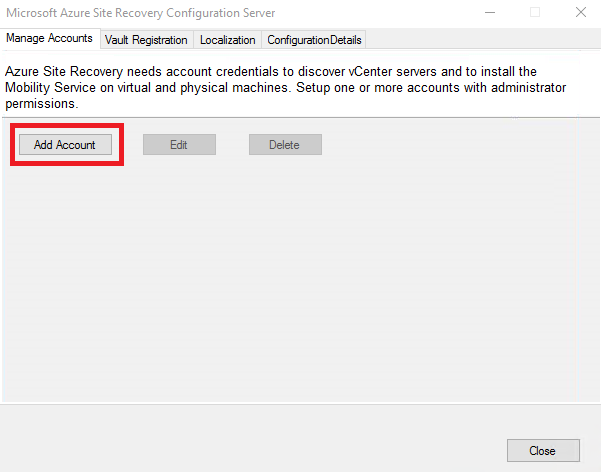 Microsoft Azure Site Recovery Configuration Server
Manage Accounts Vault Registration Localization ConfigurationDetails
Azure Site Recovery needs account credentials to discover vCenter servers and to install the
Mobility Service on virtual and physical machines. Setup one or more accounts with administrator
permissions.
Add Account Edit Delete
Close